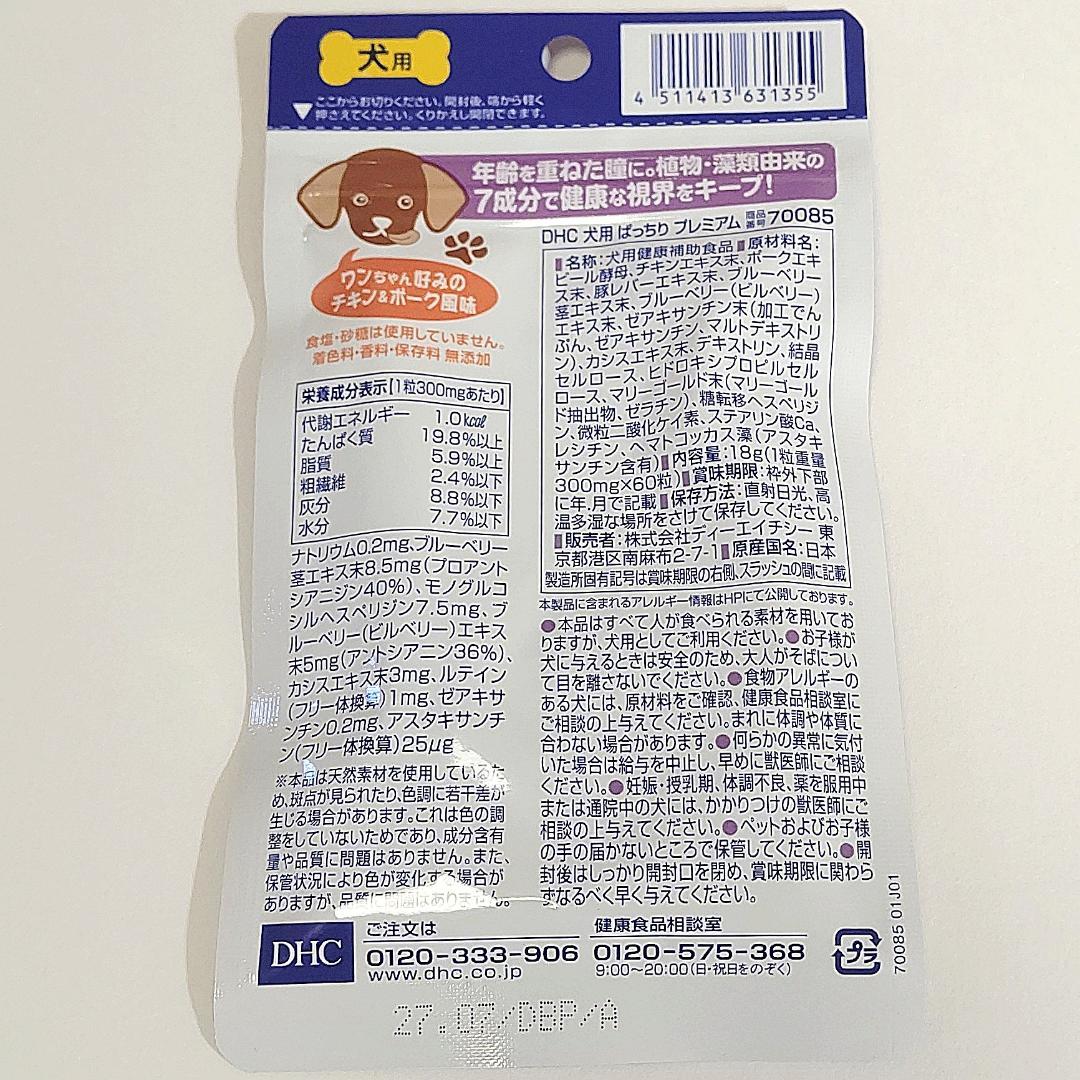 犬用
ここからお切りください。開封後、端から軽く
押さえてください。くりかえし開閉できます。
4 511413 631355
年齢を重ねた瞳に。植物・藻類由来の
7成分で健康な視界をキープ!
ワンちゃん好みの
チキン&ポーク風味
食塩・砂糖は使用していません。
着色料・香料・保存料 無添加
栄養成分表示[1粒300mgあたり]
代謝エネルギー 1.0kcal
たんぱく質 19.8%以上
脂質 5.9%以上
粗繊維 2.4%以下
灰分 8.8%以下
水分 7.7%以下
ナトリウム0.2mg、ブルーベリー
茎エキス末8.5mg(プロアント
シアニジン40%)、モノグルコ
シルヘスペリジン7.5mg、ブ
ルーベリー(ビルベリー)エキス
末5mg(アントシアニン36%)、
カシスエキス末3mg、ルテイン
(フリー体換算)1mg、ゼアキサ
ンチン0.2mg、アスタキサンチ
ン(フリー体換算)25μg
※本品は天然素材を使用しているた
め、斑点が見られたり、色調に若干差が
生じる場合があります。これは色の調
整をしていないためであり、成分含有
量や品質に問題はありません。また、
保管状況により色が変化する場合が
ありますが、品質に問題はありません。
DHC 犬用 ぱっちり プレミアム 商品番号70085
名称:犬用健康補助食品 原材料名:
ビール酵母、チキンエキス末、ポークエキ
ス末、豚レバーエキス末、ブルーベリー
茎エキス末、ブルーベリー(ビルベリー)
エキス末、ゼアキサンチン末(加工でん
ぷん、ゼアキサンチン、マルトデキストリ
ン)、カシスエキス末、デキストリン、結晶
セルロース、ヒドロキシプロピルセル
ロース、マリーゴールド末(マリーゴール
ド抽出物、ゼラチン)、糖転移ヘスペリジ
ン、微粒二酸化ケイ素、ステアリン酸Ca、
レシチン、ヘマトコッカス藻(アスタキ
サンチン含有) 内容量:18g(1粒重量
300mg×60粒) 賞味期限:枠外下部
に年.月で記載 保存方法:直射日光、高
温多湿な場所をさけて保存してください。
販売者:株式会社ディーエイチシー 東
京都港区南麻布2-7-1 原産国名:日本
製造所固有記号は賞味期限の右側、スラッシュの間に記載
本製品に含まれるアレルギー情報はHPにて公開しております。
●本品はすべて人が食べられる素材を用いてお
りますが、犬用としてご利用ください。●お子様が
犬に与えるときは安全のため、大人がそばについ
て目を離さないでください。●食物アレルギーの
ある犬には、原材料をご確認、健康食品相談室に
ご相談の上与えてください。まれに体調や体質に
合わない場合があります。●何らかの異常に気付
いた場合は給与を中止し、早めに獣医師にご相談
ください。●妊娠・授乳期、体調不良、薬を服用中
または通院中の犬には、かかりつけの獣医師にご
相談の上与えてください。●ペットおよびお子様
の手の届かないところで保管してください。●開
封後はしっかり開封口を閉め、賞味期限に関わら
ずなるべく早く与えてください。
DHC
ご注文は
0120-333-906
www.dhc.co.jp
健康食品相談室
0120-575-368
9:00〜20:00(日・祝日をのぞく)
プラ
70085 01J01
27.07/DBP/A